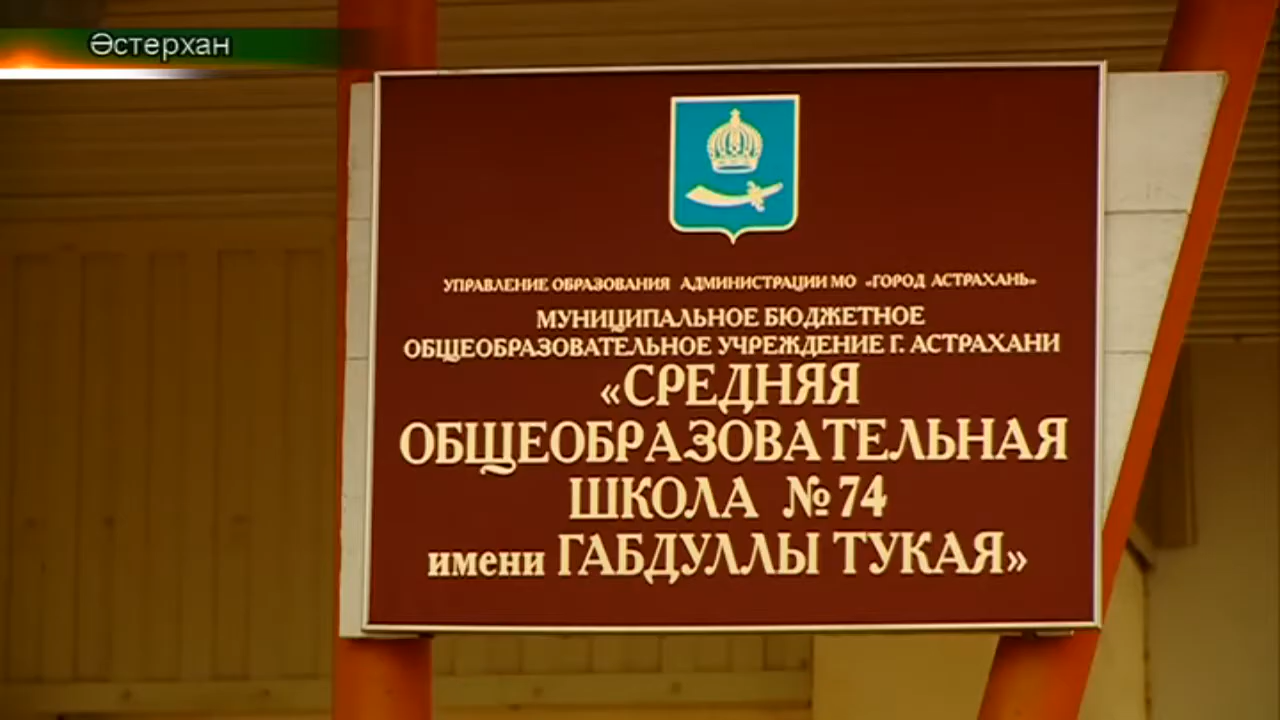 Әстерхан
УПРАВЛЕНИЕ ОБРАЗОВАНИЯ АДМИНИСТРАЦИИ МО «ГОРОД АСТРАХАНЬ»
МУНИЦИПАЛЬНОЕ БЮДЖЕТНОЕ
ОБЩЕОБРАЗОВАТЕЛЬНОЕ УЧРЕЖДЕНИЕ Г. АСТРАХАНИ
«СРЕДНЯЯ
ОБЩЕОБРАЗОВАТЕЛЬНАЯ
ШКОЛА №74
имени ГАБДУЛЛЫ ТУКАЯ»